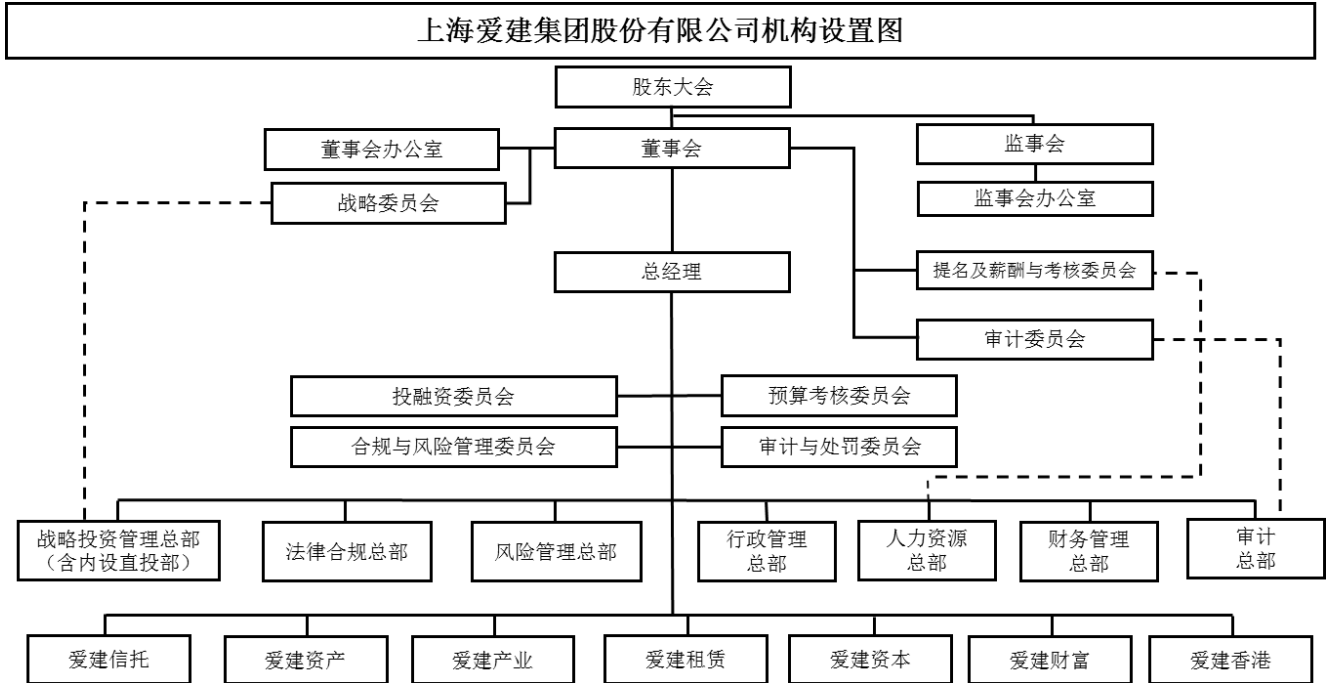 上海爱建集团股份有限公司机构设置图
股东大会
董事会办公室
董事会
监事会
战略委员会
监事会办公室
总经理
提名及薪酬与考核委员会
审计委员会
投融资委员会
预算考核委员会
合规与风险管理委员会
审计与处罚委员会
战略投资管理总部
（含内设直投部）
法律合规总部
风险管理总部
行政管理
总部
人力资源
总部
财务管理
总部
审计
总部
爱建信托
爱建资产
爱建产业
爱建租赁
爱建资本
爱建财富
爱建香港